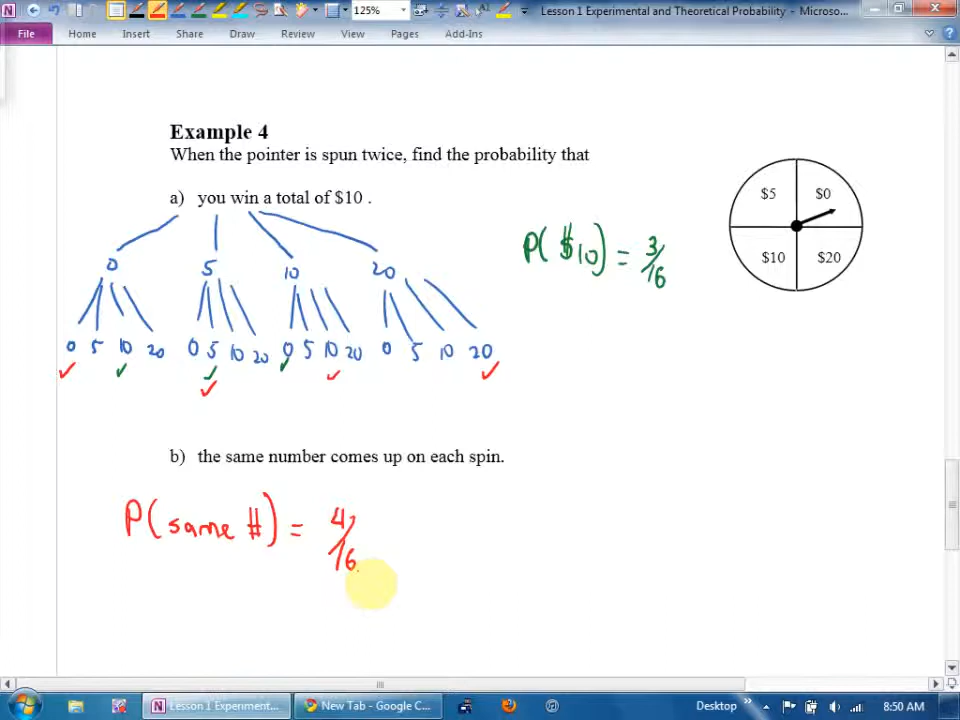 125%
Lesson 1 Experimental and Theoretical Probability - Microso...
File Home Insert Share Draw Review View Pages Add-Ins
Example 4
When the pointer is spun twice, find the probability that
a) you win a total of $10 .
$5 $0
$10 $20
P( $10) = 3/16
0 5 10 20
0 5 10 20 0 5 10 20 0 5 10 20 0 5 10 20
b) the same number comes up on each spin.
P(same #) = 4/16
Lesson 1 Experiment... New Tab - Google C... Desktop » 8:50 AM